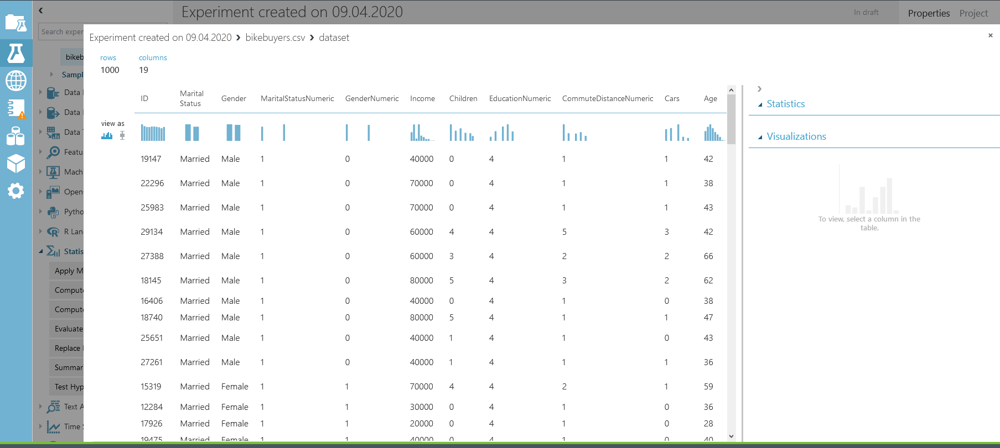 Experiment created on 09.04.2020
In draft
Properties
Project
Search exper
Experiment created on 09.04.2020 › bikebuyers.csv › dataset
×
rows
columns
1000
19
bikeb
Sampl
Data
Data
Data
Featu
Machi
Open
Pytho
R Lan
Statis
Apply M
Compute
Compute
Evaluate
Replace
Summar
Test Hyp
Text A
Time S
view as
ID Marital Status Gender MaritalStatusNumeric GenderNumeric Income Children EducationNumeric CommuteDistanceNumeric Cars Age
19147 Married Male 1 0 40000 0 4 1 1 42
22296 Married Male 1 0 70000 0 4 1 1 38
25983 Married Male 1 0 70000 0 4 1 1 43
29134 Married Male 1 0 60000 4 4 5 3 42
27388 Married Male 1 0 60000 3 4 2 2 66
18145 Married Male 1 0 80000 5 4 3 2 62
16406 Married Male 1 0 40000 0 4 1 0 38
18740 Married Male 1 0 80000 5 4 1 1 47
25651 Married Male 1 0 40000 1 4 1 0 43
27261 Married Male 1 0 40000 1 4 1 1 36
15319 Married Female 1 1 70000 4 4 2 1 59
12284 Married Female 1 1 30000 0 4 1 0 36
17926 Married Female 1 1 20000 0 4 1 0 28
19475 Married Female 1 1 40000 0 4 1 0 40
Statistics
Visualizations
To view, select a column in the
table.